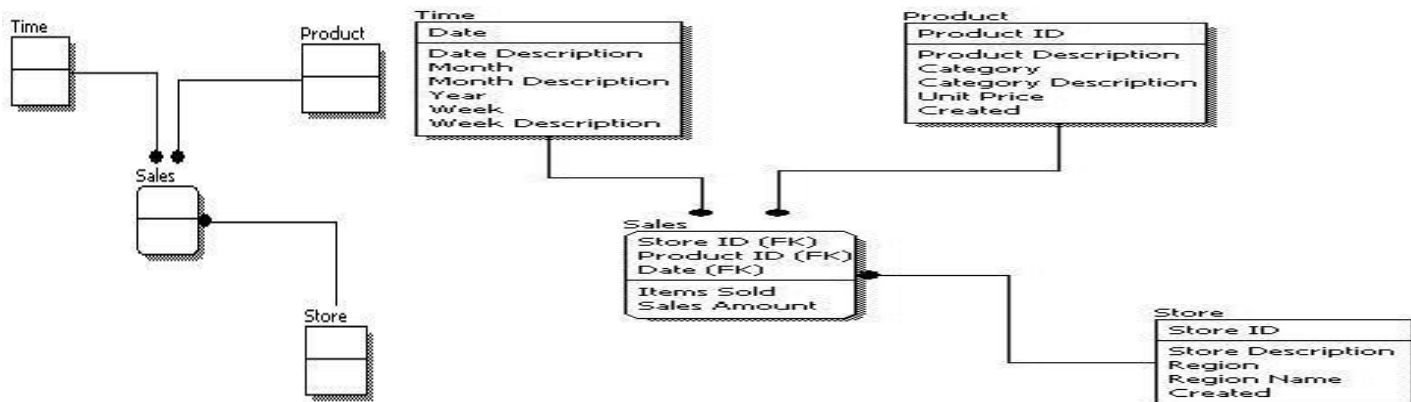 Time
Product
Sales
Store
Time
Date
Date Description
Month
Month Description
Year
Week
Week Description
Product
Product ID
Product Description
Category
Category Description
Unit Price
Created
Sales
Store ID (FK)
Product ID (FK)
Date (FK)
Items Sold
Sales Amount
Store
Store ID
Store Description
Region
Region Name
Created